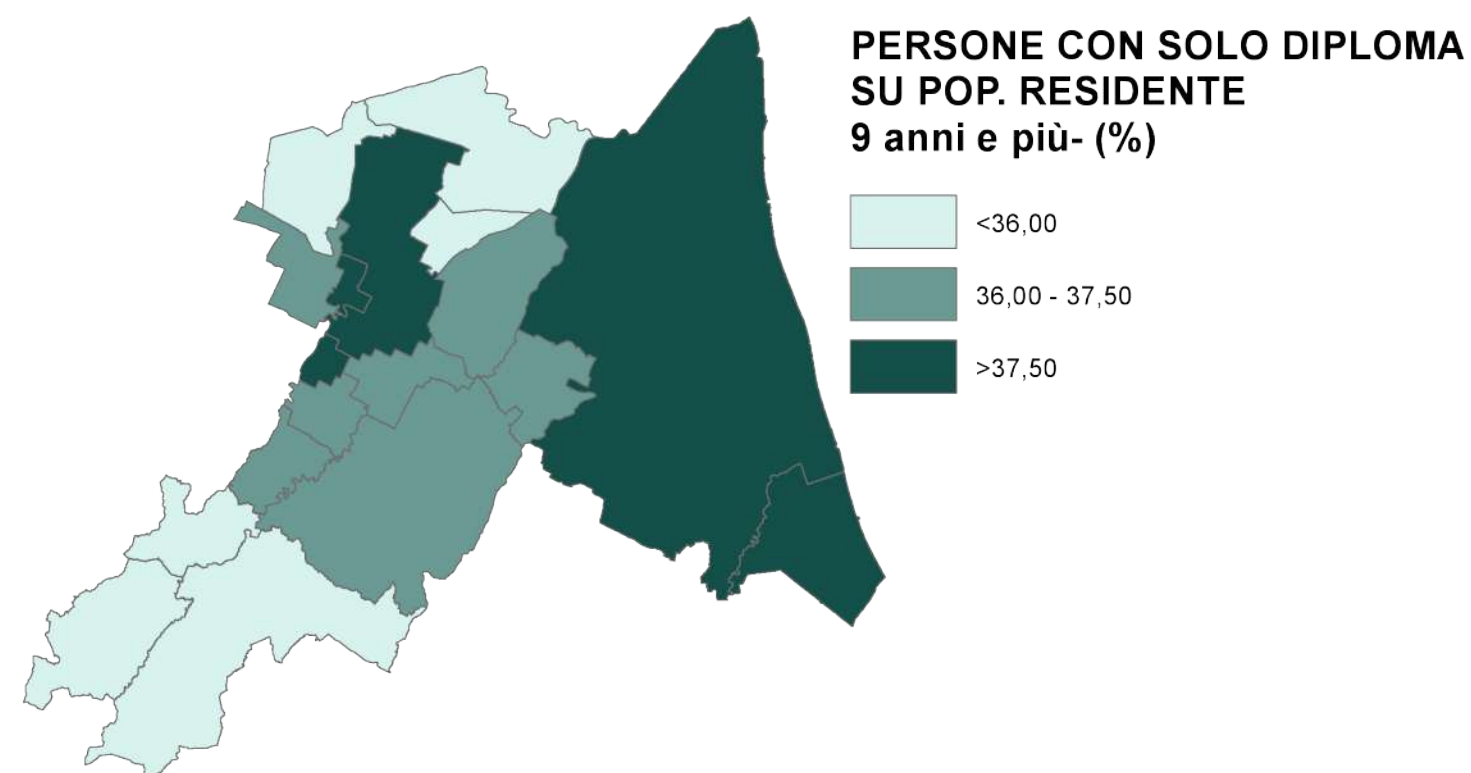 PERSONE CON SOLO DIPLOMA
SU POP. RESIDENTE
9 anni e più- (%)
<36,00
36,00 - 37,50
>37,50